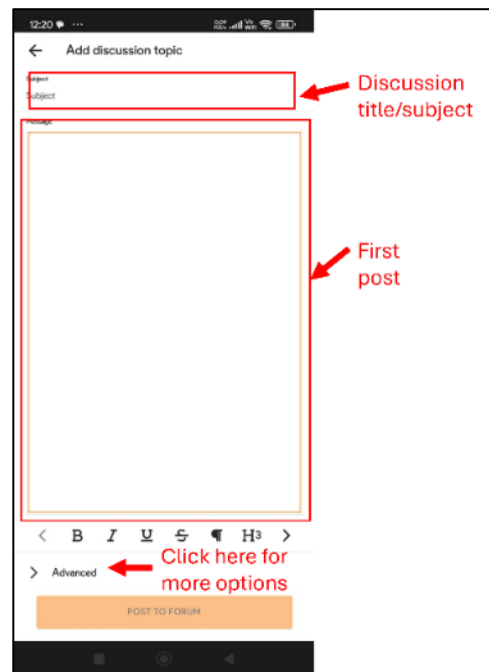 12:20
Add discussion topic
Subject
Subject
Discussion
title/subject
Message
First
post
B I U S ¶ H3
Click here for
more options
Advanced
POST TO FORUM